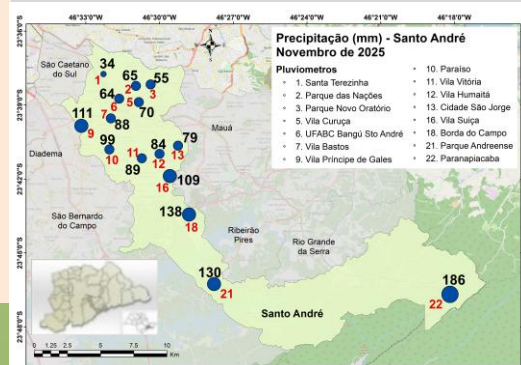 46°33'0"S 46°30'0"S 46°27'0"S 46°24'0"S 46°21'0"S 46°18'0"S
Precipitação (mm) - Santo André
Novembro de 2025
Pluviometros
1. Santa Terezinha
2. Parque das Nações
3. Parque Novo Oratório
5. Vila Curuça
6. UFABC Bangú Sto André
7. Vila Bastos
9. Vila Príncipe de Gales
10. Paraíso
11. Vila Vitória
12. Vila Humaitá
13. Cidade São Jorge
16. Vila Suiça
18. Borda do Campo
21. Parque Andreense
22. Paranapiacaba
23°36'0"S
23°39'0"S
23°42'0"S
23°45'0"S
23°48'0"S
São Caetano
do Sul
34
1
65
2
55
3
64
6
5
70
7
88
111
9
Mauá
99
10
11
89
84
12
79
13
Diadema
109
16
138
18
São Bernardo
do Campo
Ribeirão
Pires
Rio Grande
da Serra
130
21
186
22
Santo André
0 1.25 2.5 5 7.5 10
Km